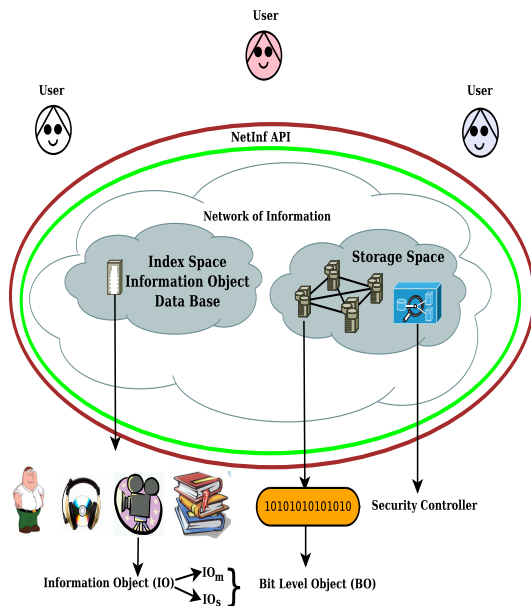 User
User
User
NetInf API
Network of Information
Index Space
Information Object
Data Base
Storage Space
10101010101010
Security Controller
Information Object (IO)
IOm
IOs
Bit Level Object (BO)